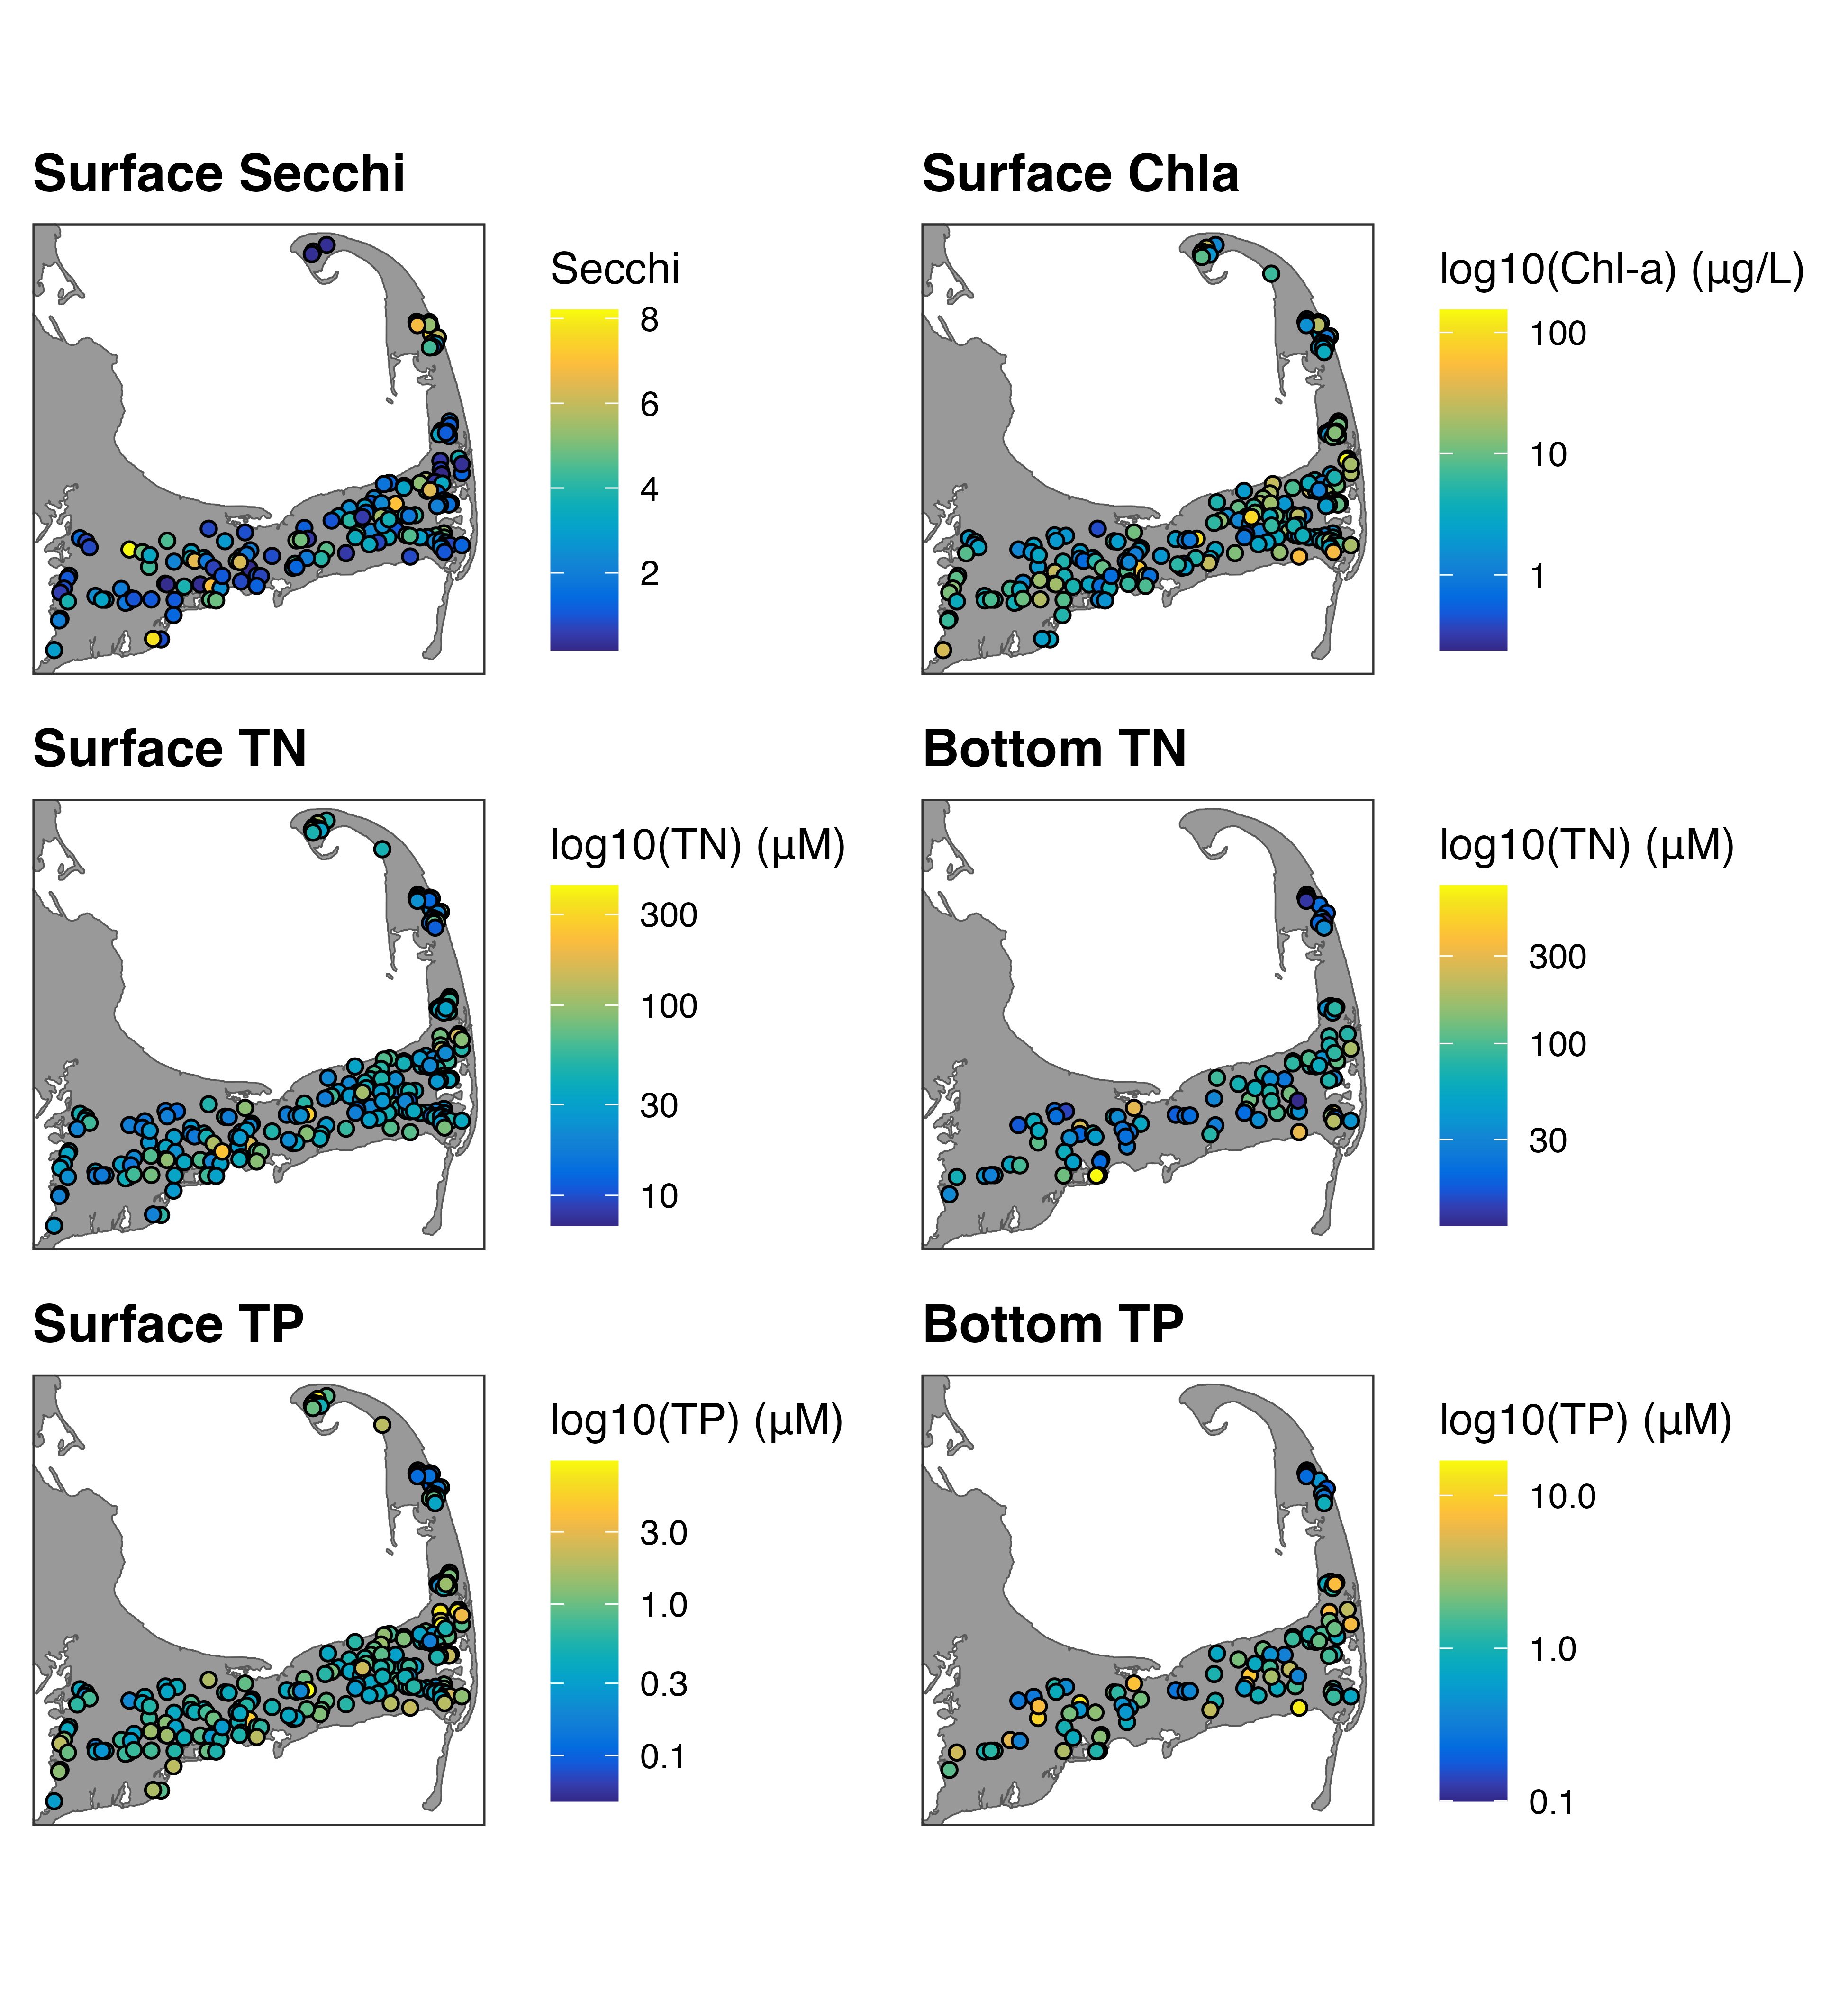 Surface Secchi
Secchi
8
6
4
2
Surface Chla
log10(Chl-a) (µg/L)
100
10
1
Surface TN
log10(TN) (µM)
300
100
30
10
Bottom TN
log10(TN) (µM)
300
100
30
Surface TP
log10(TP) (µM)
3.0
1.0
0.3
0.1
Bottom TP
log10(TP) (µM)
10.0
1.0
0.1